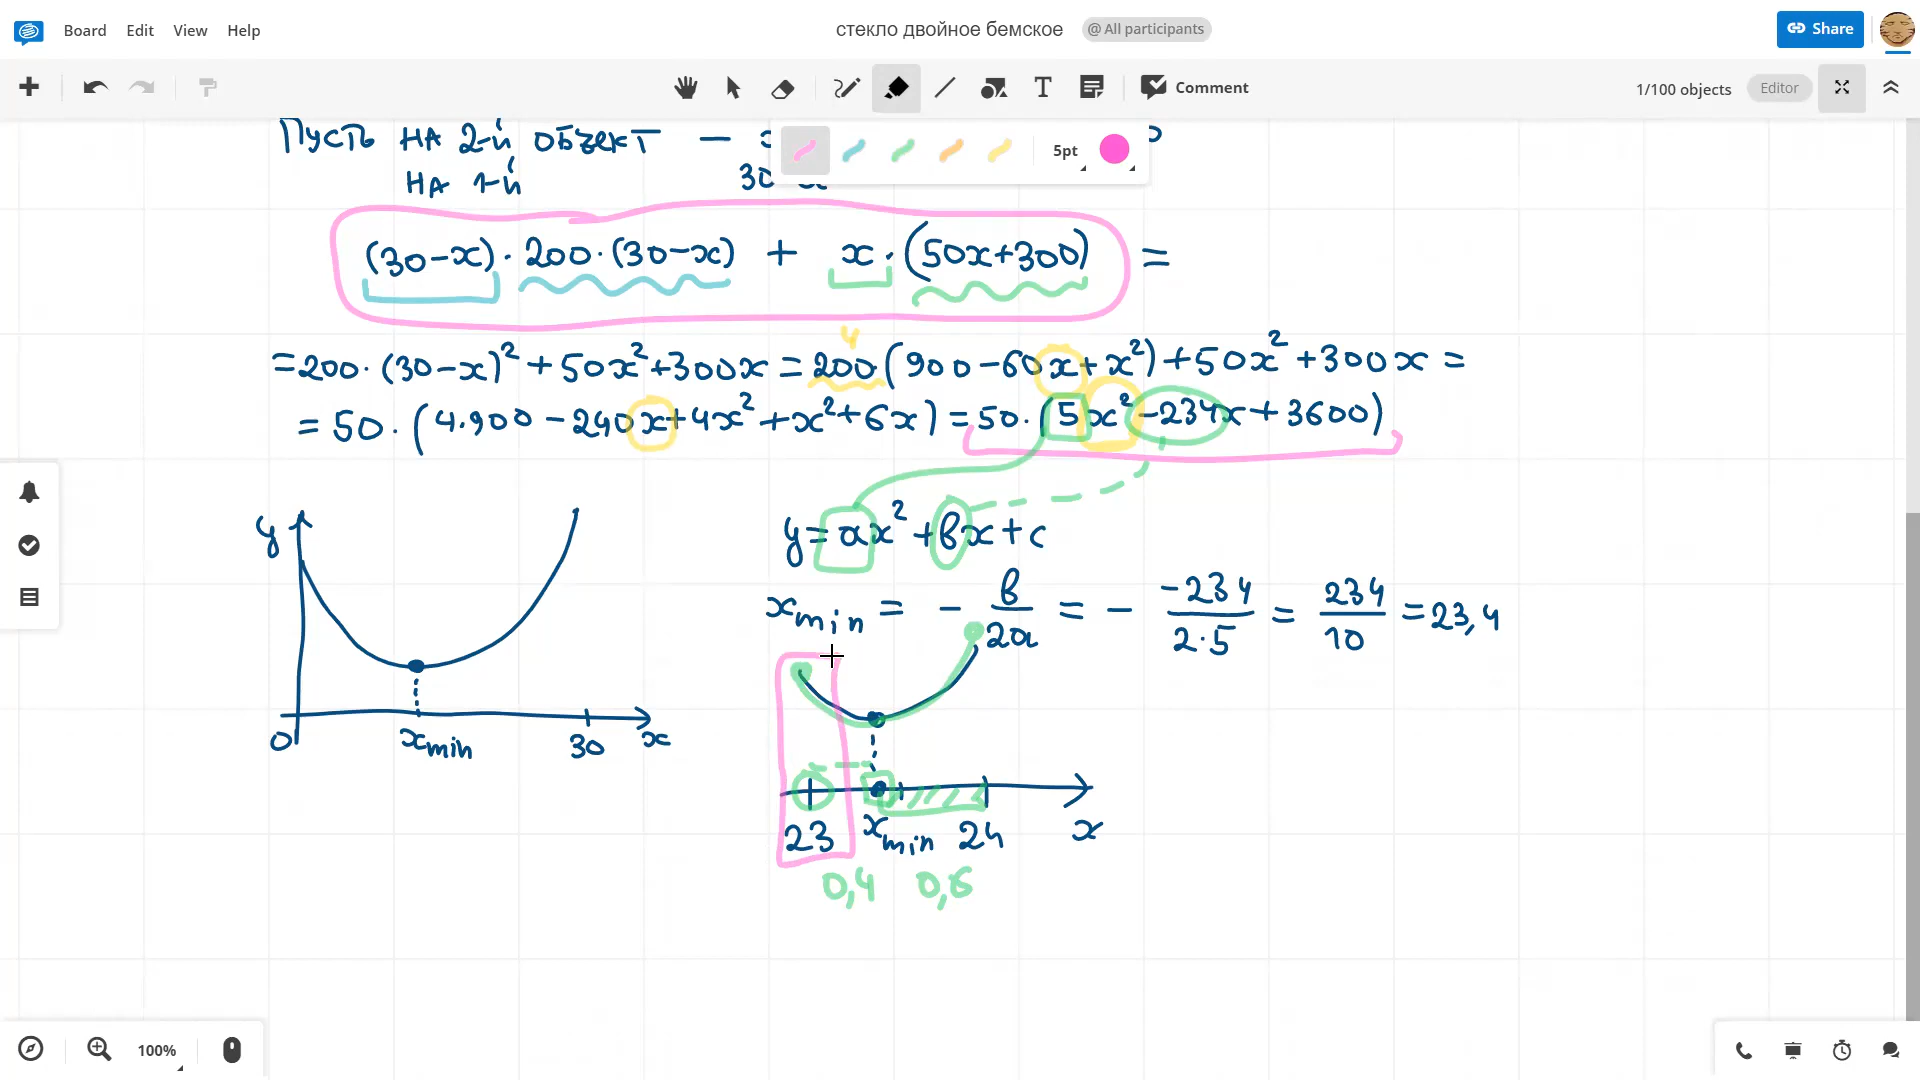 Board Edit View Help стекло двойное бемское @ All participants Share
Comment 1/100 objects Editor
5pt
Пусть на 2-й объект —
на 1-й 30
(30-x)·200·(30-x) + x·(50x+300) =
=200·(30-x)²+50x²+300x=200(900-60x+x²)+50x²+300x=
4
=50·(4·900-240x+4x²+x²+6x)=50·(5x²-234x+3600)
y
0 xmin 30 x
y=ax²+bx+c
xmin = - b/2a = - -234/2·5 = 234/10 =23,4
23 xmin 24 x
0,4 0,6
100%